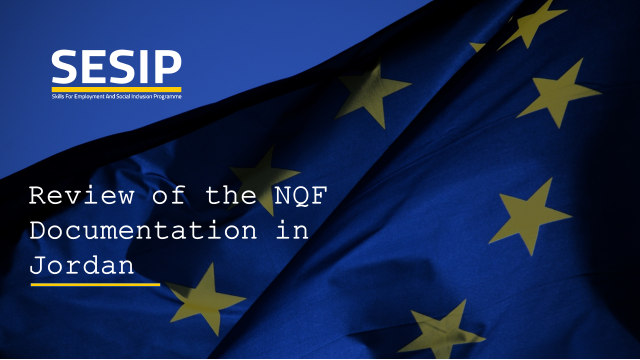 SESIP
Skills For Employment And Social Inclusion Programme
Review of the NQF
Documentation in
Jordan